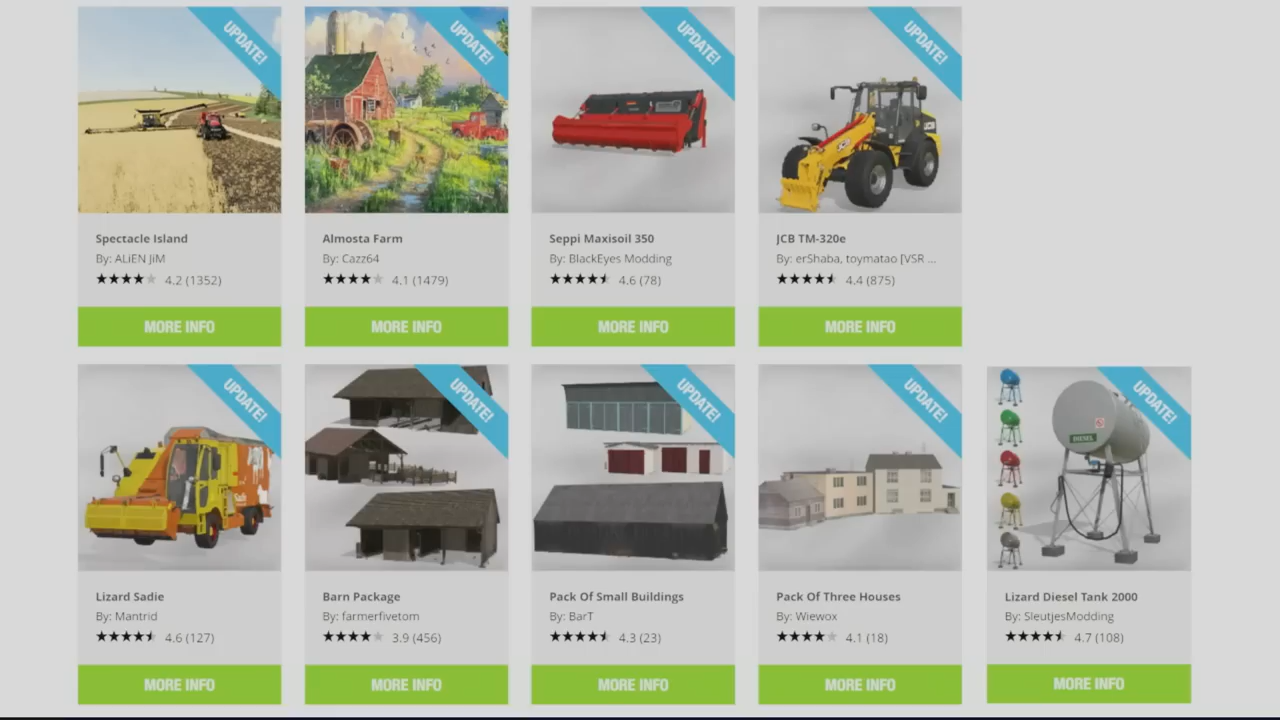 UPDATE!
UPDATE!
UPDATE!
UPDATE!
JCB
Spectacle Island
By: ALiEN JiM
4.2 (1352)
MORE INFO
Almosta Farm
By: Cazz64
4.1 (1479)
MORE INFO
Seppi Maxisoil 350
By: BlackEyes Modding
4.6 (78)
MORE INFO
JCB TM-320e
By: erShaba, toymatao [VSR ...
4.4 (875)
MORE INFO
UPDATE!
UPDATE!
UPDATE!
UPDATE!
UPDATE!
DIESEL
Lizard Sadie
By: Mantrid
4.6 (127)
MORE INFO
Barn Package
By: farmerfivetom
3.9 (456)
MORE INFO
Pack Of Small Buildings
By: BarT
4.3 (23)
MORE INFO
Pack Of Three Houses
By: Wiewox
4.1 (18)
MORE INFO
Lizard Diesel Tank 2000
By: SleutjesModding
4.7 (108)
MORE INFO